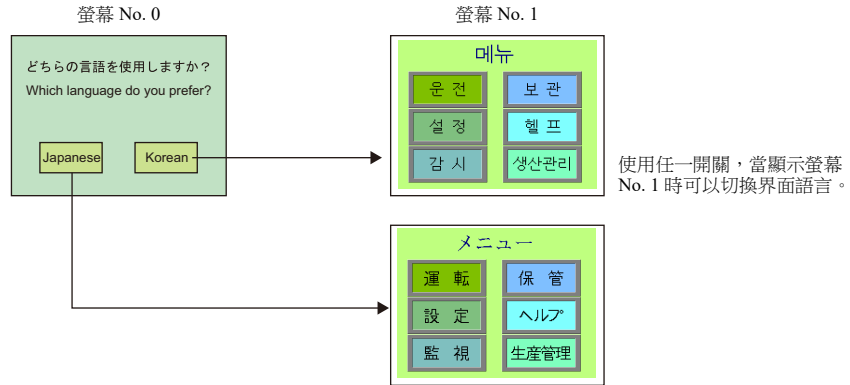 螢幕 No. 0
螢幕 No. 1
どちらの言語を使用しますか？
Which language do you prefer?
Japanese
Korean
메뉴
운 전
보 관
설 정
헬 프
감 시
생산관리
使用任一開關，當顯示螢幕
No. 1 時可以切換界面語言。
メニュー
運 転
保 管
設 定
ヘルプ
監 視
生産管理